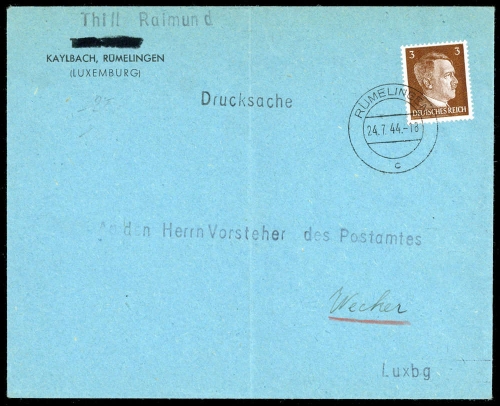 Thill Raimund
KAYLBACH, RÜMELINGEN
(LUXEMBURG)
Drucksache
3 3
DEUTSCHES REICH
RÜMELINGEN
24.7.44.-18
c
An den Herrn Vorsteher des Postamtes
Wecker
Luxbg